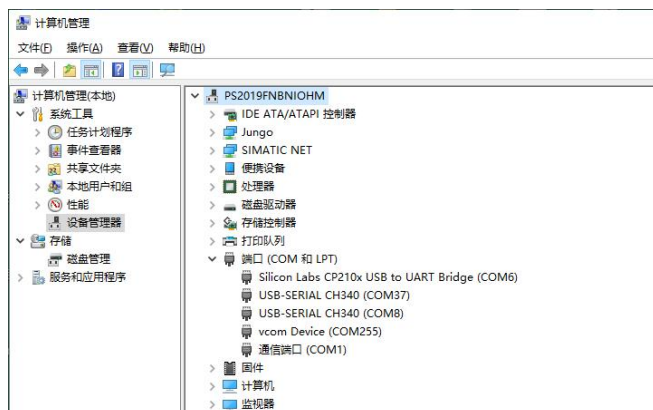 计算机管理
文件(F) 操作(A) 查看(V) 帮助(H)
计算机管理(本地)
系统工具
任务计划程序
事件查看器
共享文件夹
本地用户和组
性能
设备管理器
存储
磁盘管理
服务和应用程序
PS2019FNBNIOHM
IDE ATA/ATAPI 控制器
Jungo
SIMATIC NET
便携设备
处理器
磁盘驱动器
存储控制器
打印队列
端口 (COM 和 LPT)
Silicon Labs CP210x USB to UART Bridge (COM6)
USB-SERIAL CH340 (COM37)
USB-SERIAL CH340 (COM8)
vcom Device (COM255)
通信端口 (COM1)
固件
计算机
监视器